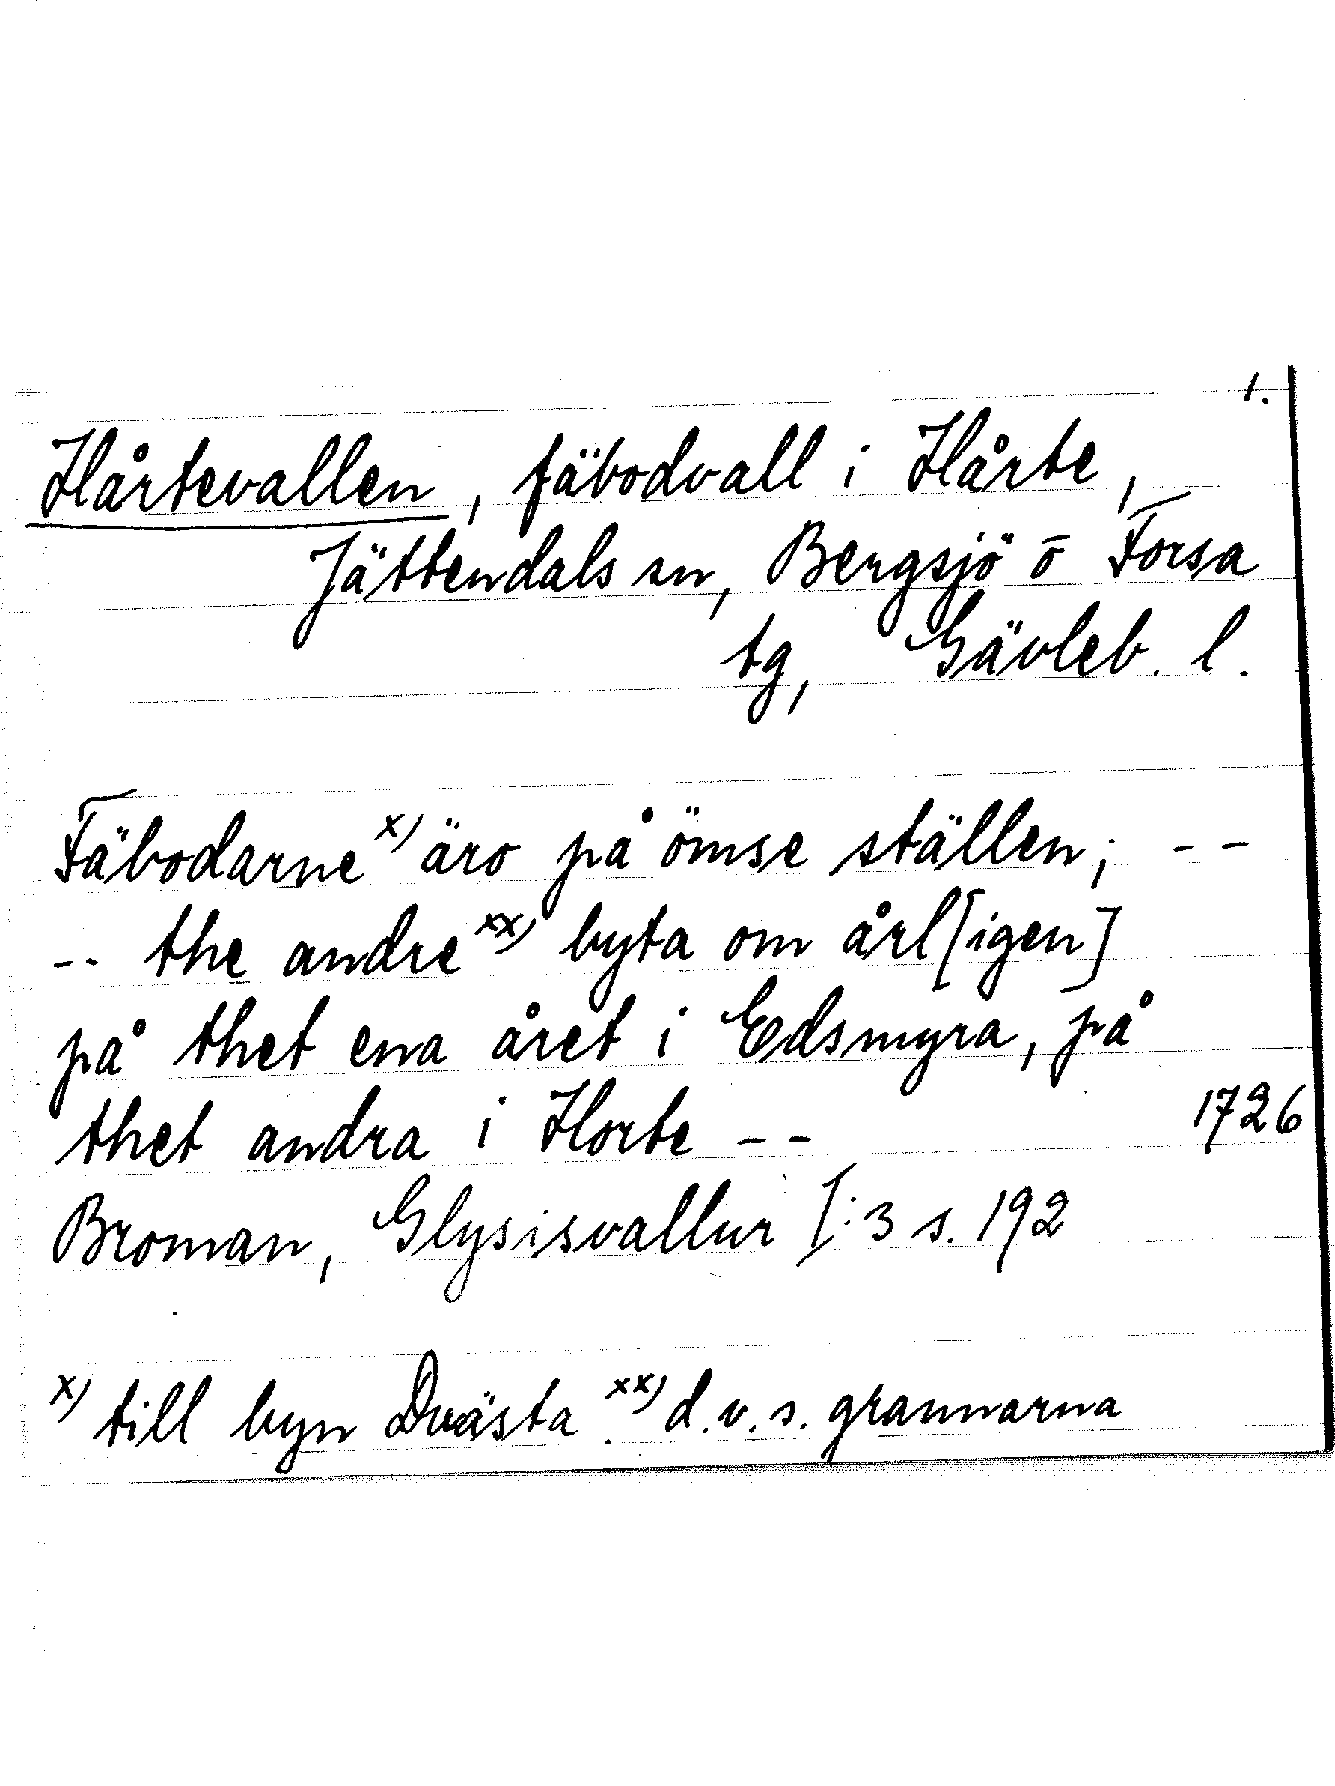 1.
Hårtevallen, fäbodvall i Hårte,
Jättendals sn, Bergsjö o Forsa
tg, Gävleb. l.
Fäbodarne x) äro på ömse ställen; --
-- the andre xx) byta om årl[igen]
på thet ena året i Edsmyra, på
thet andra i Horte -- 1726
Broman, Glysisvallur I:3 s. 192
x) till byn Dvästa. xx) d.v.s. grannarna